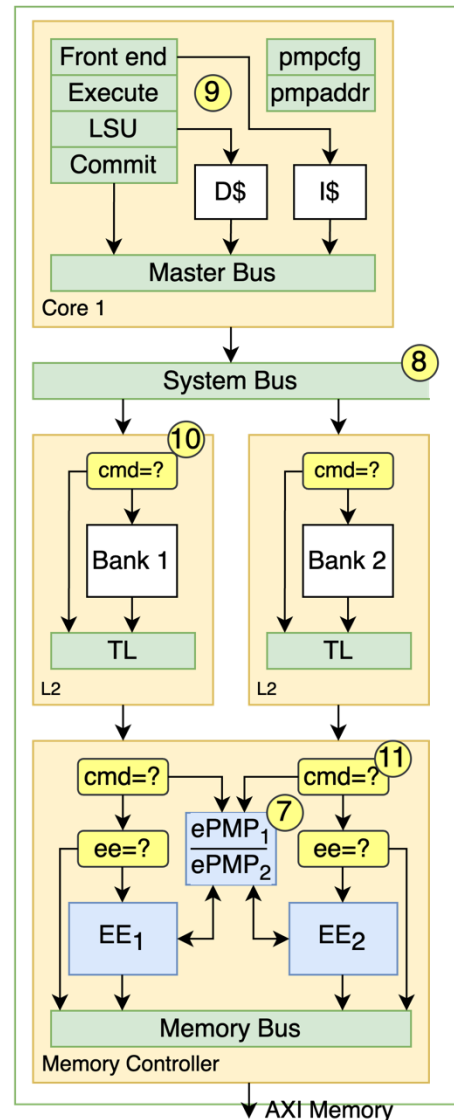 Front end
pmpcfg
Execute
9
pmpaddr
LSU
Commit
D$
I$
Master Bus
Core 1
8
System Bus
10
cmd=?
cmd=?
Bank 1
Bank 2
TL
TL
L2
L2
11
cmd=?
cmd=?
7
ePMP1
ePMP2
ee=?
ee=?
EE1
EE2
Memory Bus
Memory Controller
AXI Memory